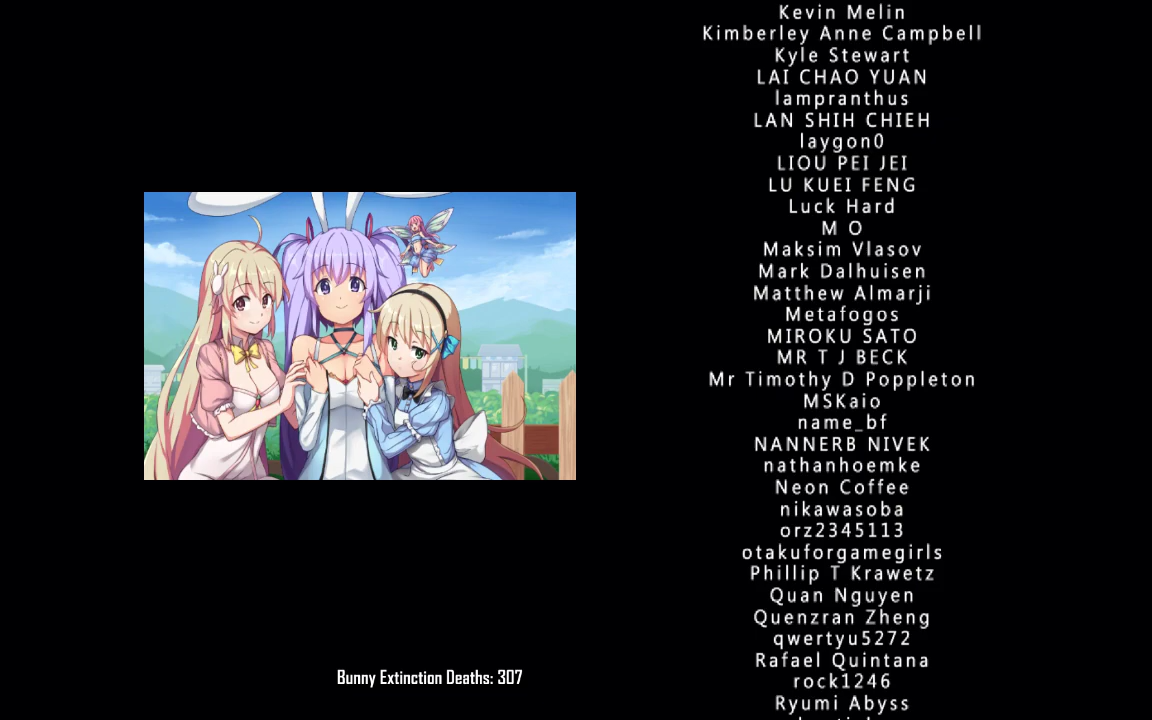 Kevin Melin
Kimberley Anne Campbell
Kyle Stewart
LAI CHAO YUAN
lampranthus
LAN SHIH CHIEH
laygon0
LIOU PEI JEI
LU KUEI FENG
Luck Hard
M O
Maksim Vlasov
Mark Dalhuisen
Matthew Almarji
Metafogos
MIROKU SATO
MR T J BECK
Mr Timothy D Poppleton
MSKaio
name_bf
NANNERB NIVEK
nathanhoemke
Neon Coffee
nikawasoba
orz2345113
otakuforgamegirls
Phillip T Krawetz
Quan Nguyen
Quenzran Zheng
qwertyu5272
Rafael Quintana
rock1246
Ryumi Abyss
Bunny Extinction Deaths: 307